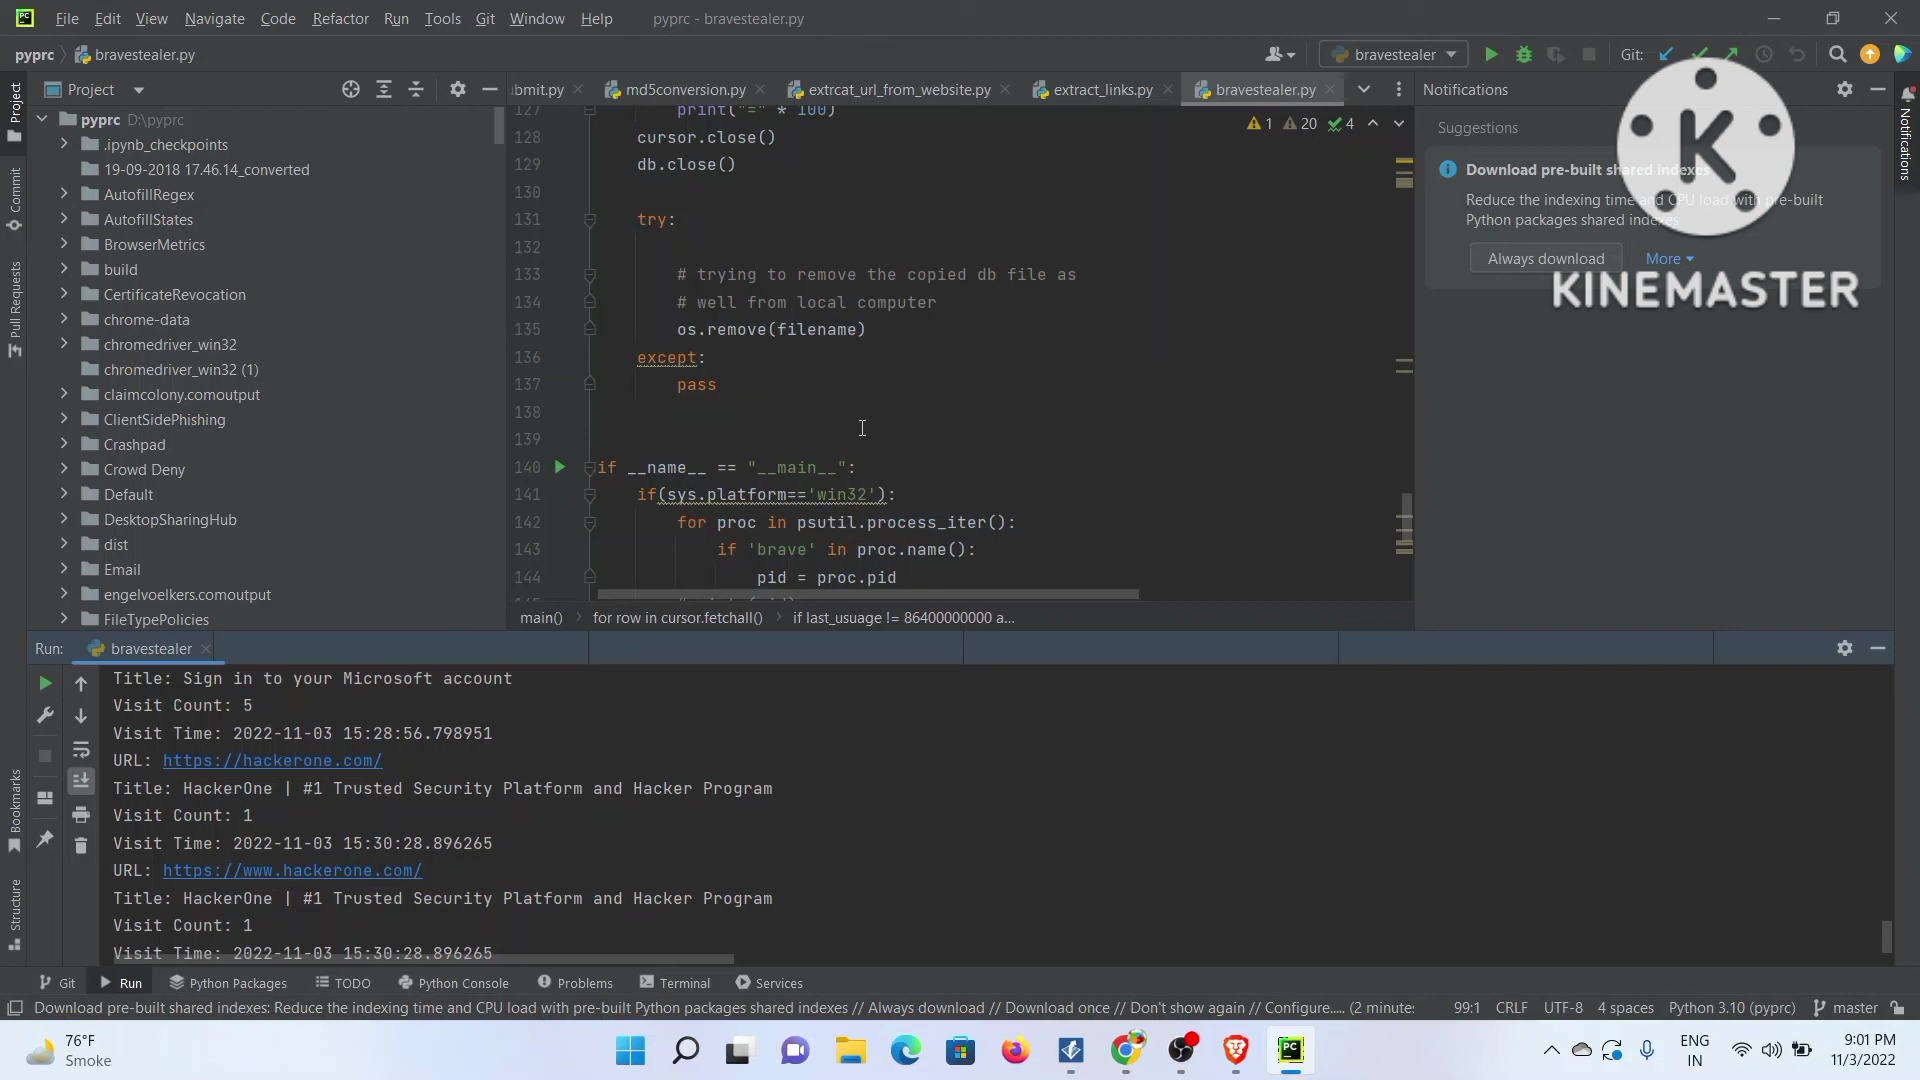 PC File Edit View Navigate Code Refactor Run Tools Git Window Help pyprc - bravestealer.py
pyprc bravestealer.py bravestealer Git:
Project
bmit.py md5conversion.py extrcat_url_from_website.py extract_links.py bravestealer.py
Notifications
pyprc D:\pyprc
.ipynb_checkpoints
19-09-2018 17.46.14_converted
AutofillRegex
AutofillStates
BrowserMetrics
build
CertificateRevocation
chrome-data
chromedriver_win32
chromedriver_win32 (1)
claimcolony.comoutput
ClientSidePhishing
Crashpad
Crowd Deny
Default
DesktopSharingHub
dist
Email
engelvoelkers.comoutput
FileTypePolicies
Project
Commit
Pull Requests
Bookmarks
Structure
127 print("=" * 100)
128 cursor.close()
129 db.close()
130
131 try:
132
133 # trying to remove the copied db file as
134 # well from local computer
135 os.remove(filename)
136 except:
137 pass
138
139
140 if __name__ == "__main__":
141 if(sys.platform=='win32'):
142 for proc in psutil.process_iter():
143 if 'brave' in proc.name():
144 pid = proc.pid
1 20 4
main() for row in cursor.fetchall() if last_usuage != 86400000000 a...
Suggestions
Download pre-built shared indexes
Reduce the indexing time and CPU load with pre-built
Python packages shared indexes
Always download More
K
KINEMASTER
Notifications
Run: bravestealer
Title: Sign in to your Microsoft account
Visit Count: 5
Visit Time: 2022-11-03 15:28:56.798951
URL: https://hackerone.com/
Title: HackerOne | #1 Trusted Security Platform and Hacker Program
Visit Count: 1
Visit Time: 2022-11-03 15:30:28.896265
URL: https://www.hackerone.com/
Title: HackerOne | #1 Trusted Security Platform and Hacker Program
Visit Count: 1
Visit Time: 2022-11-03 15:30:28.896265
Git Run Python Packages TODO Python Console Problems Terminal Services
Download pre-built shared indexes: Reduce the indexing time and CPU load with pre-built Python packages shared indexes // Always download // Download once // Don't show again // Configure..... (2 minute: 99:1 CRLF UTF-8 4 spaces Python 3.10 (pyprc) master
76°F
Smoke
PC
ENG
IN
9:01 PM
11/3/2022